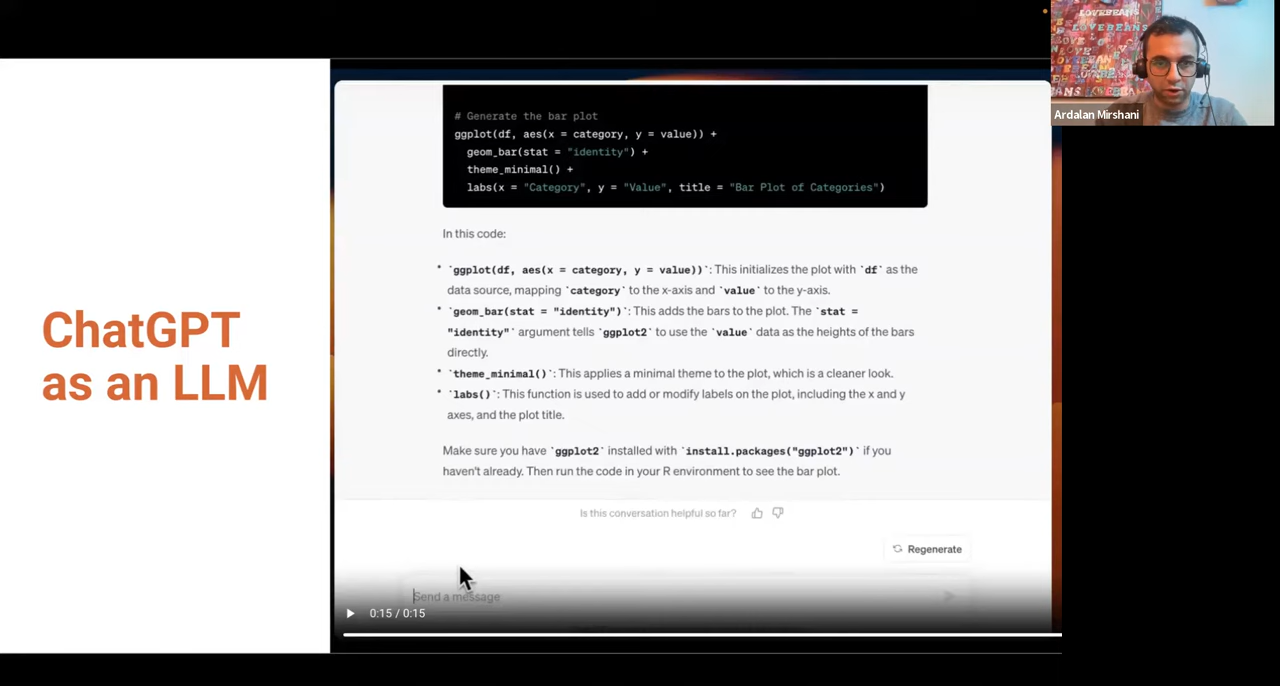 ChatGPT
as an LLM
# Generate the bar plot
ggplot(df, aes(x = category, y = value)) +
geom_bar(stat = "identity") +
theme_minimal() +
labs(x = "Category", y = "Value", title = "Bar Plot of Categories")
In this code:
• `ggplot(df, aes(x = category, y = value))`: This initializes the plot with `df` as the
data source, mapping `category` to the x-axis and `value` to the y-axis.
• `geom_bar(stat = "identity")`: This adds the bars to the plot. The `stat =
"identity"` argument tells `ggplot2` to use the `value` data as the heights of the bars
directly.
• `theme_minimal()`: This applies a minimal theme to the plot, which is a cleaner look.
• `labs()`: This function is used to add or modify labels on the plot, including the x and y
axes, and the plot title.
Make sure you have `ggplot2` installed with `install.packages("ggplot2")` if you
haven't already. Then run the code in your R environment to see the bar plot.
Is this conversation helpful so far?
Regenerate
Send a message
0:15 / 0:15
LOVEBEANS
LOVEBEANS
Ardalan Mirshani